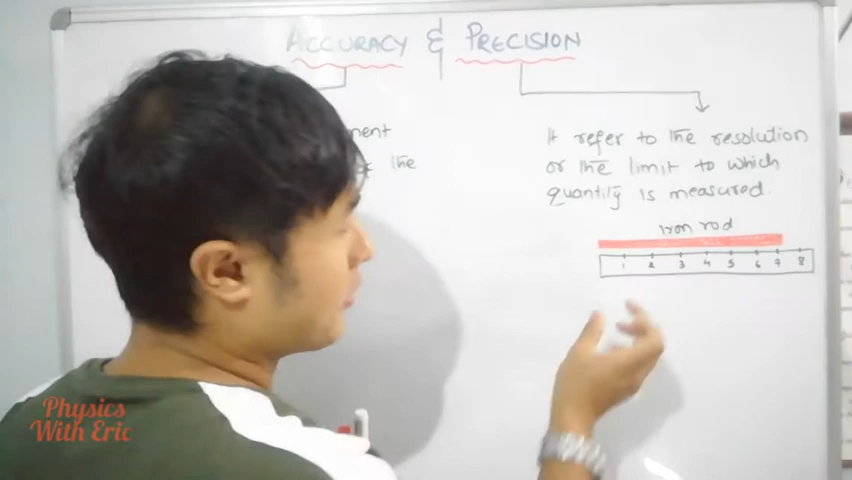 ACCURACY & PRECISION
ment
the
It refer to the resolution
or the limit to which
quantity is measured.
Iron rod
1 2 3 4 5 6 7 8
Physics
With Eric